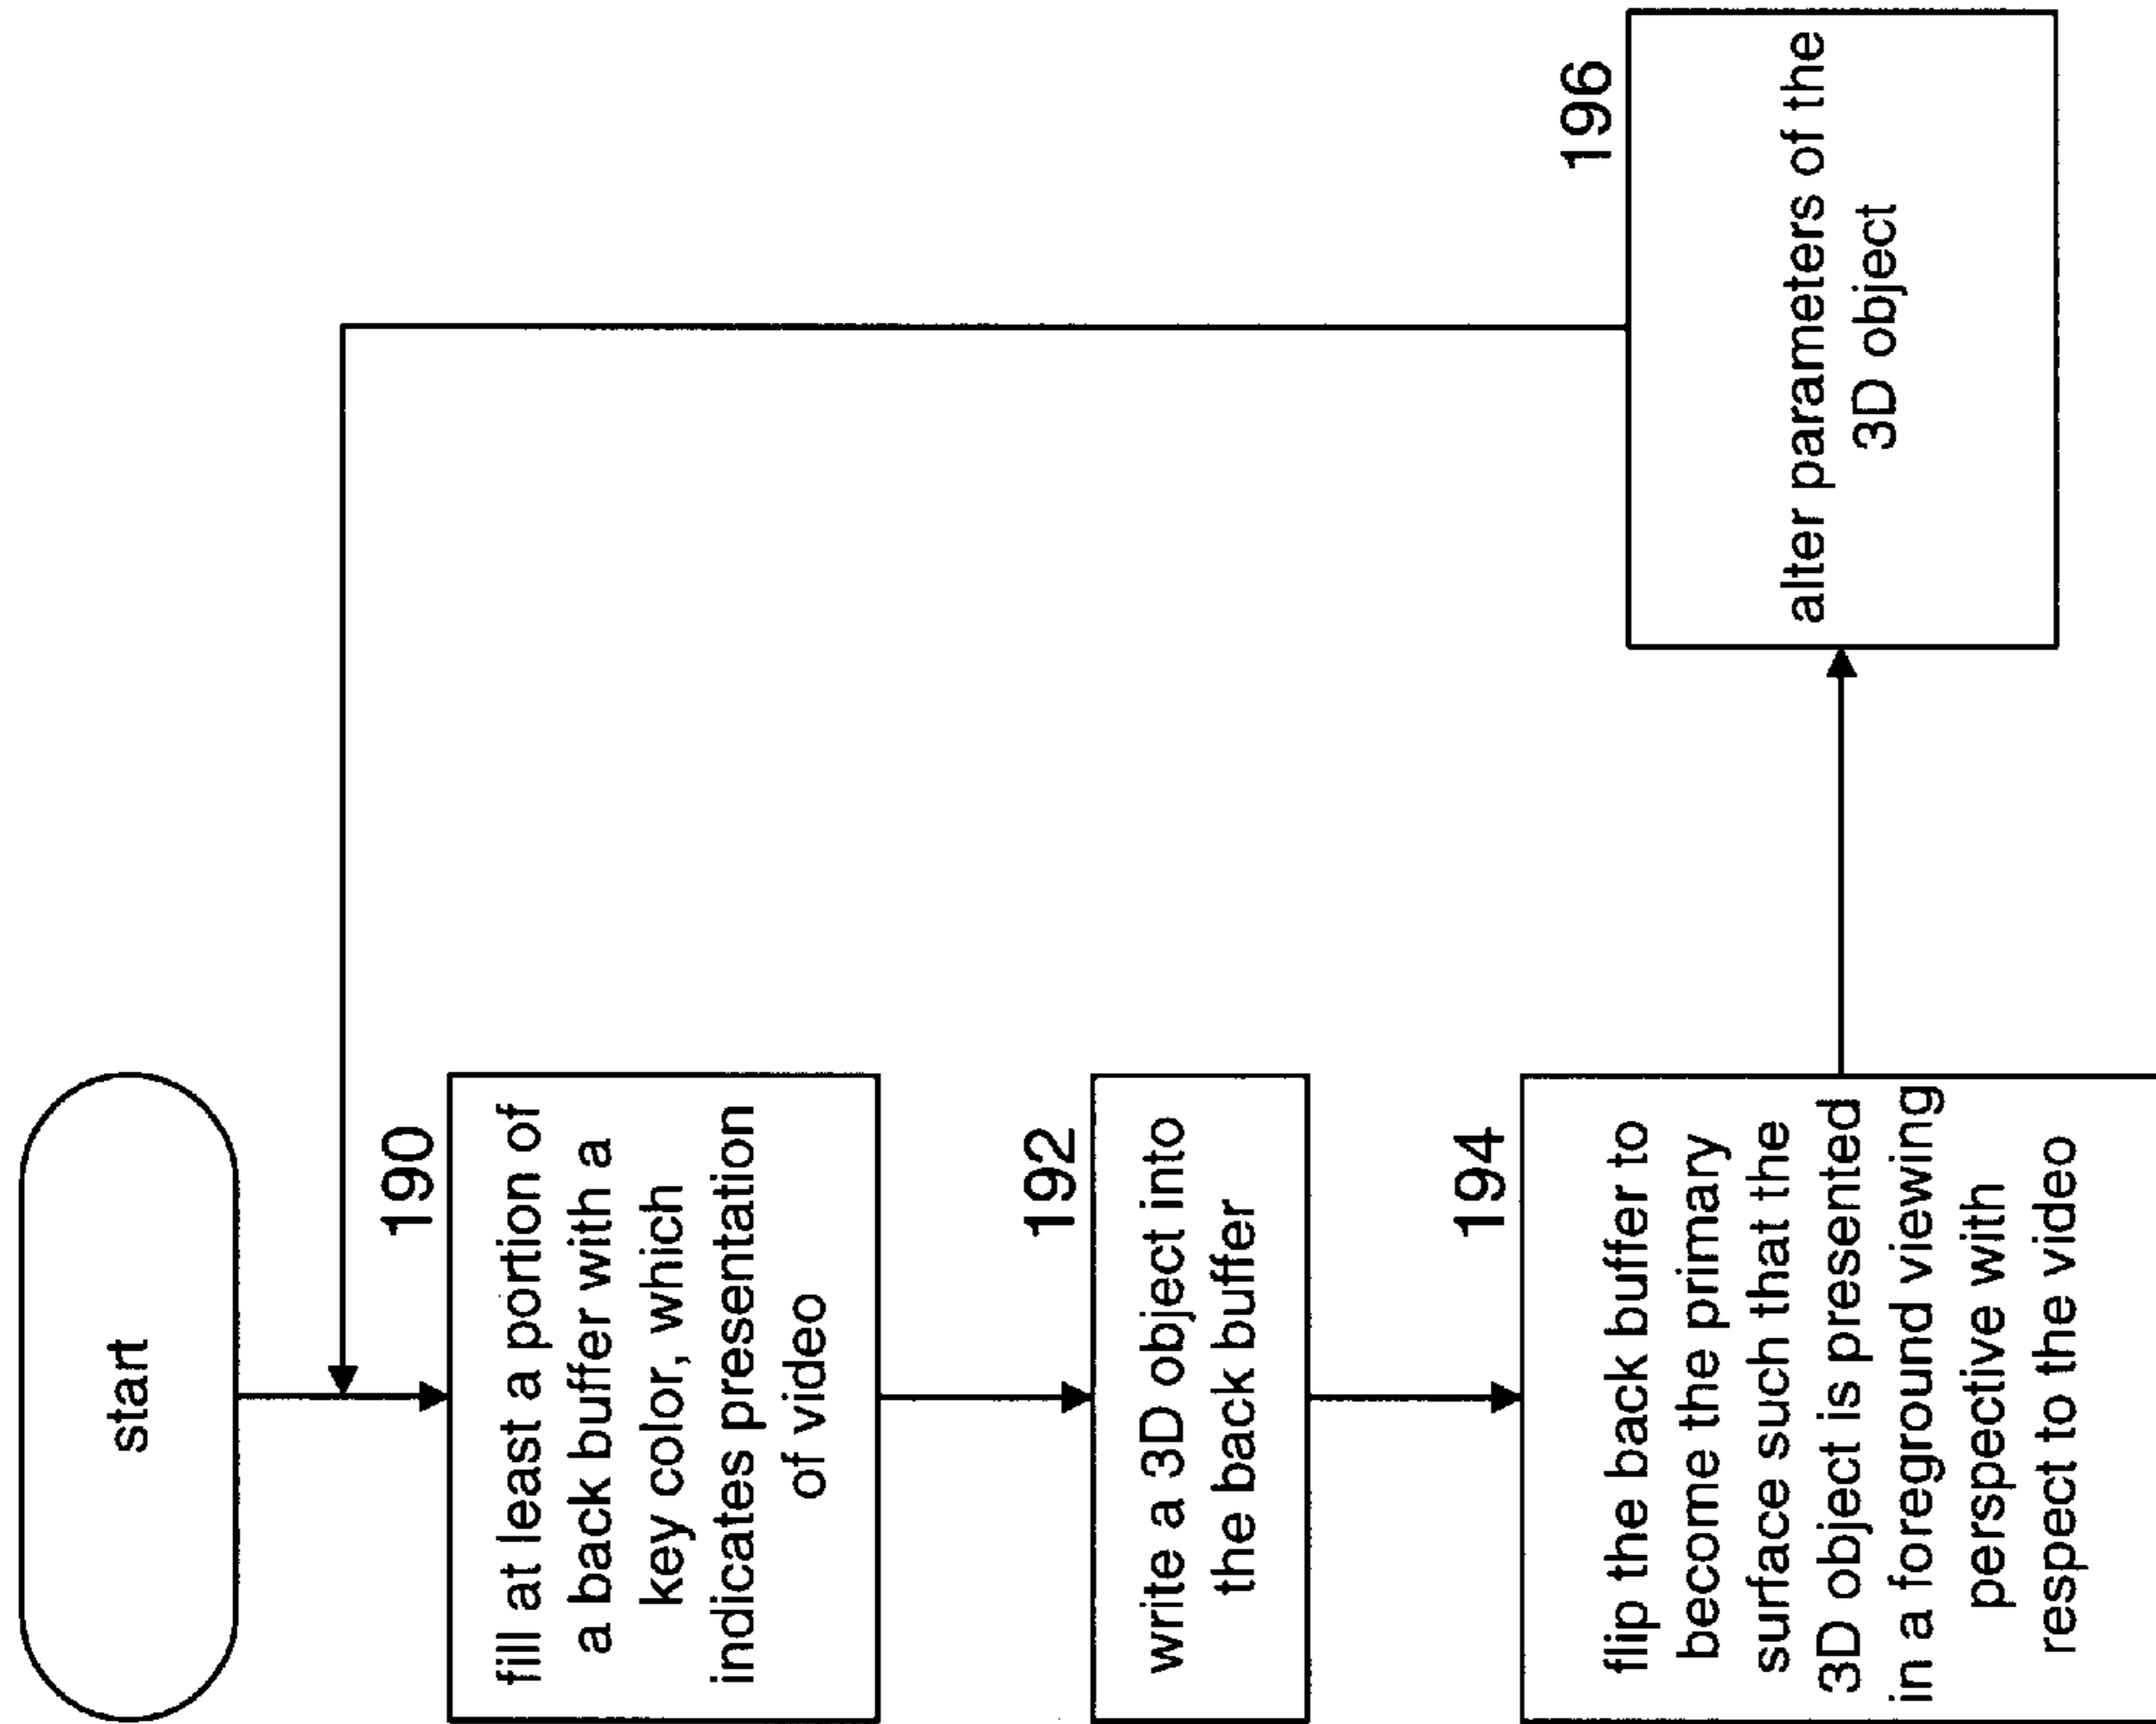 start
190
fill at least a portion of
a back buffer with a
key color, which
indicates presentation
of video
192
write a 3D object into
the back buffer
194
flip the back buffer to
become the primary
surface such that the
3D object is presented
in a foreground viewing
perspective with
respect to the video
196
alter parameters of the
3D object